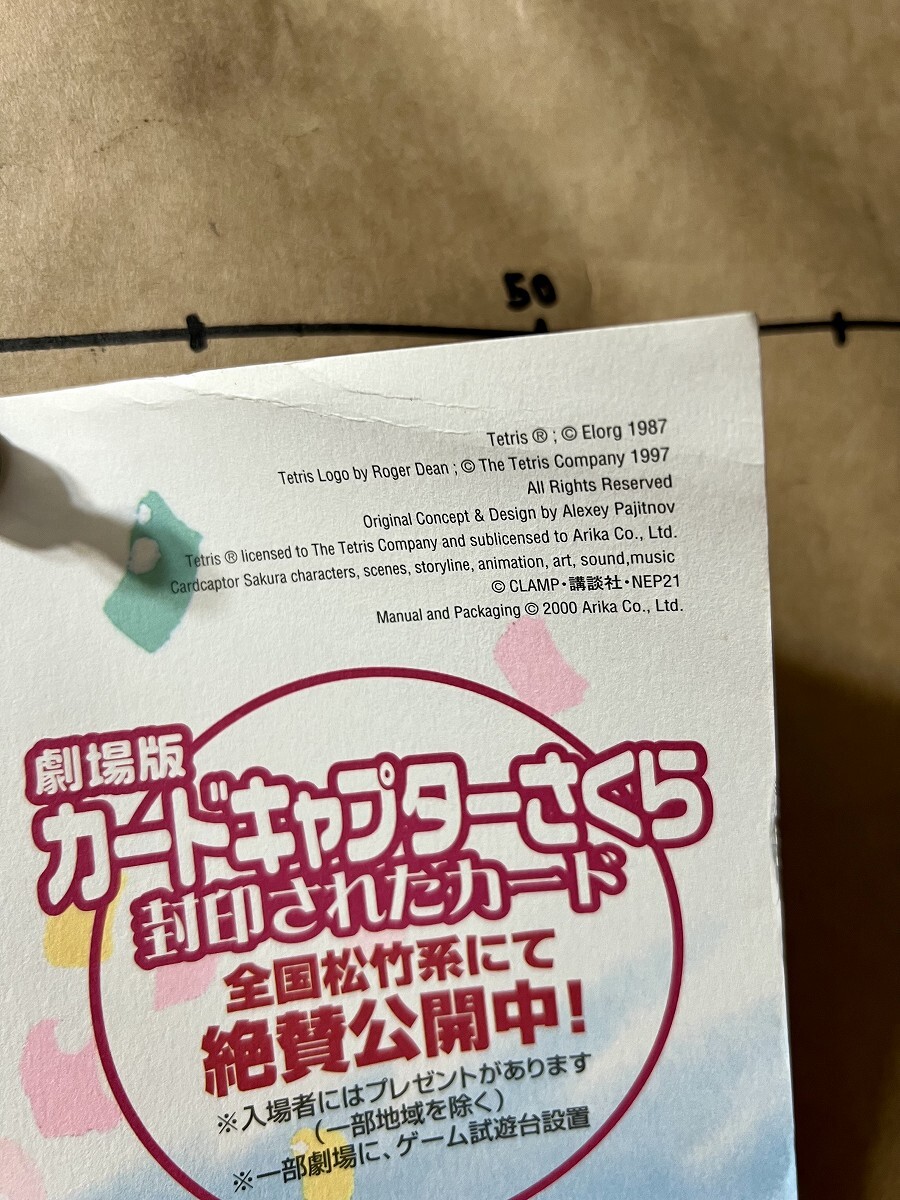 50
Tetris ® ; © Elorg 1987
Tetris Logo by Roger Dean ; © The Tetris Company 1997
All Rights Reserved
Original Concept & Design by Alexey Pajitnov
Tetris ® licensed to The Tetris Company and sublicensed to Arika Co., Ltd.
Cardcaptor Sakura characters, scenes, storyline, animation, art, sound,music
© CLAMP・講談社・NEP21
Manual and Packaging © 2000 Arika Co., Ltd.
劇場版
カードキャプターさくら
封印されたカード
全国松竹系にて
絶賛公開中!
※入場者にはプレゼントがあります
(一部地域を除く)
※一部劇場に、ゲーム試遊台設置